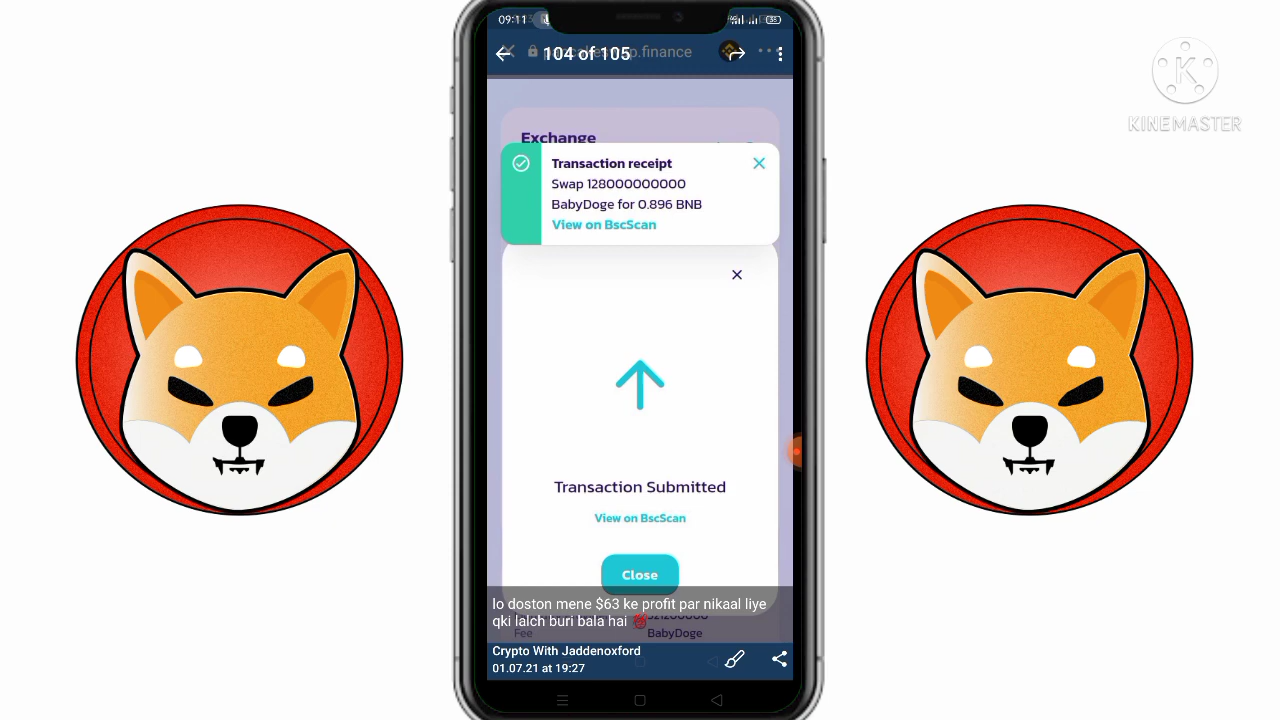 09:11
104 of 105
p.finance
Exchange
Transaction receipt
Swap 128000000000
BabyDoge for 0.896 BNB
View on BscScan
Transaction Submitted
View on BscScan
Close
lo doston mene $63 ke profit par nikaal liye
qki lalch buri bala hai
Fee
BabyDoge
Crypto With Jaddenoxford
01.07.21 at 19:27
K
KINEMASTER